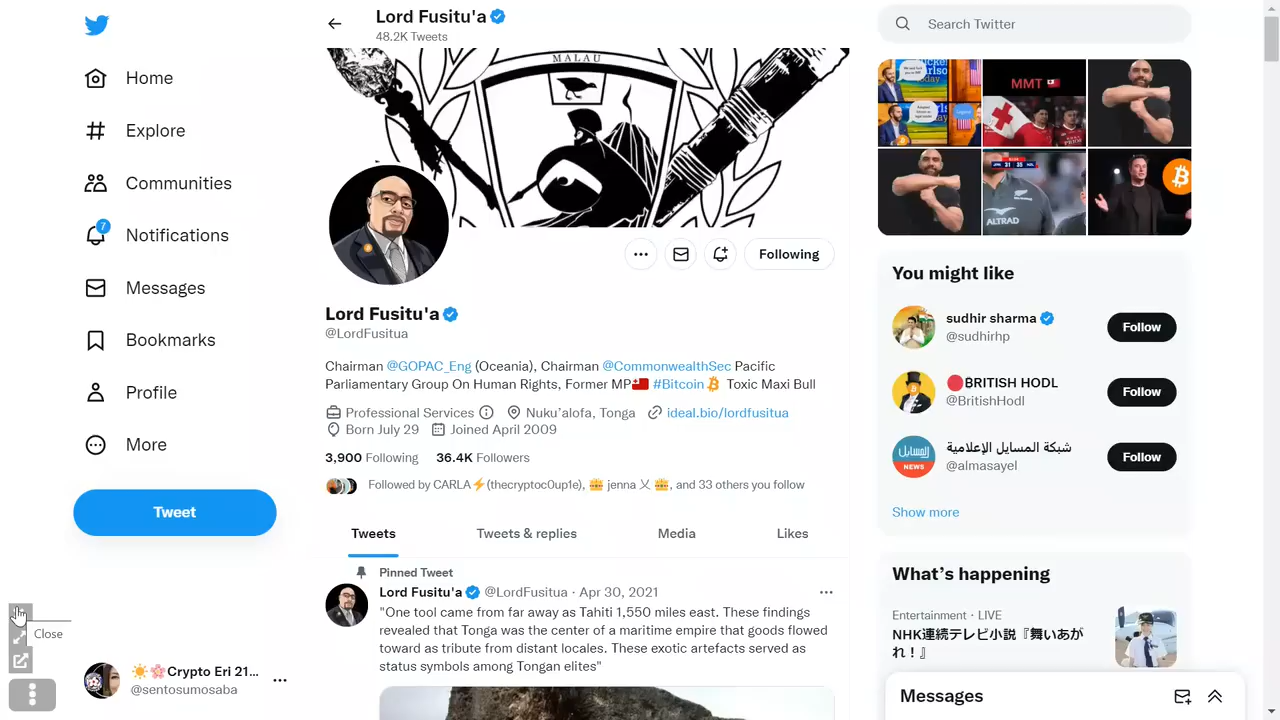 Home
Explore
Communities
7
Notifications
Messages
Bookmarks
Profile
More
Tweet
Close
☀️🌸Crypto Eri 21...
@sentosumosaba
Lord Fusitu'a
48.2K Tweets
MALAU
Following
Lord Fusitu'a
@LordFusitua
Chairman @GOPAC_Eng (Oceania), Chairman @CommonwealthSec Pacific
Parliamentary Group On Human Rights, Former MP🇹🇴 #Bitcoin Toxic Maxi Bull
Professional Services Nukuʻalofa, Tonga ideal.bio/lordfusitua
Born July 29 Joined April 2009
3,900 Following 36.4K Followers
Followed by CARLA⚡(thecryptoc0up1e), 👑 jenna 乂 👑, and 33 others you follow
Tweets Tweets & replies Media Likes
Pinned Tweet
Lord Fusitu'a @LordFusitua · Apr 30, 2021
"One tool came from far away as Tahiti 1,550 miles east. These findings
revealed that Tonga was the center of a maritime empire that goods flowed
toward as tribute from distant locales. These exotic artefacts served as
status symbols among Tongan elites"
Search Twitter
MMT
31 35
ALTRAD
You might like
sudhir sharma
@sudhirhp
Follow
🔴₿RITISH HODL
@BritishHodl
Follow
شبكة المسايل الإعلامية
@almasayel
Follow
المسايل
NEWS
Show more
What's happening
Entertainment · LIVE
NHK連続テレビ小説『舞いあが
れ！』
Messages